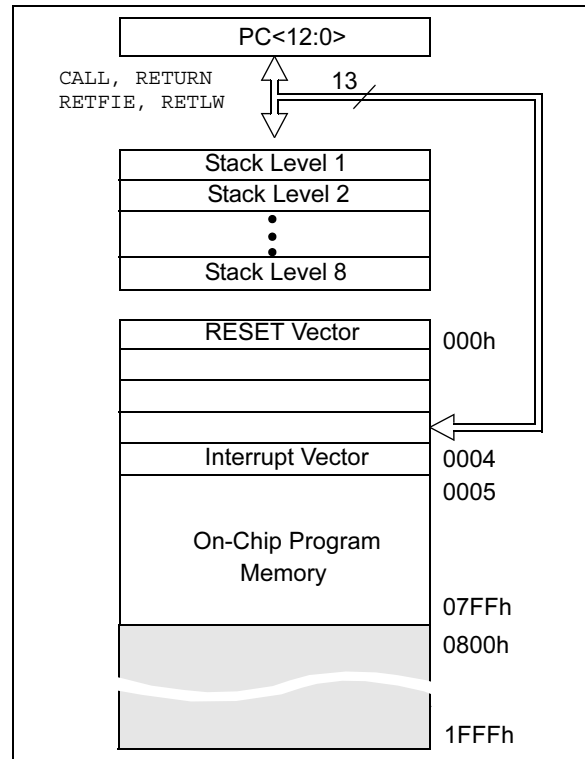 PC<12:0>
CALL, RETURN
RETFIE, RETLW
13
Stack Level 1
Stack Level 2
Stack Level 8
RESET Vector
000h
Interrupt Vector
0004
0005
On-Chip Program
Memory
07FFh
0800h
1FFFh